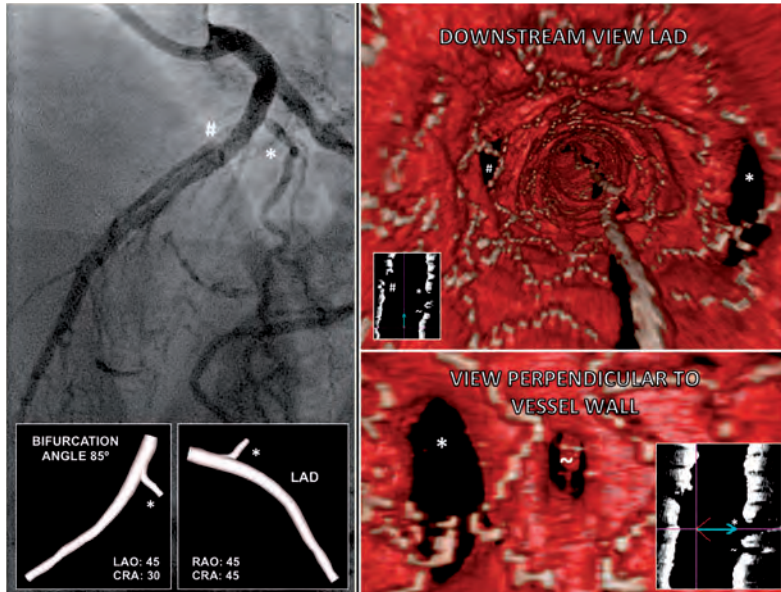 #
*
BIFURCATION
ANGLE 85º
*
LAO: 45
CRA: 30
*
LAD
RAO: 45
CRA: 45
DOWNSTREAM VIEW LAD
#
*
#
*
~
VIEW PERPENDICULAR TO
VESSEL WALL
*
~
*
~